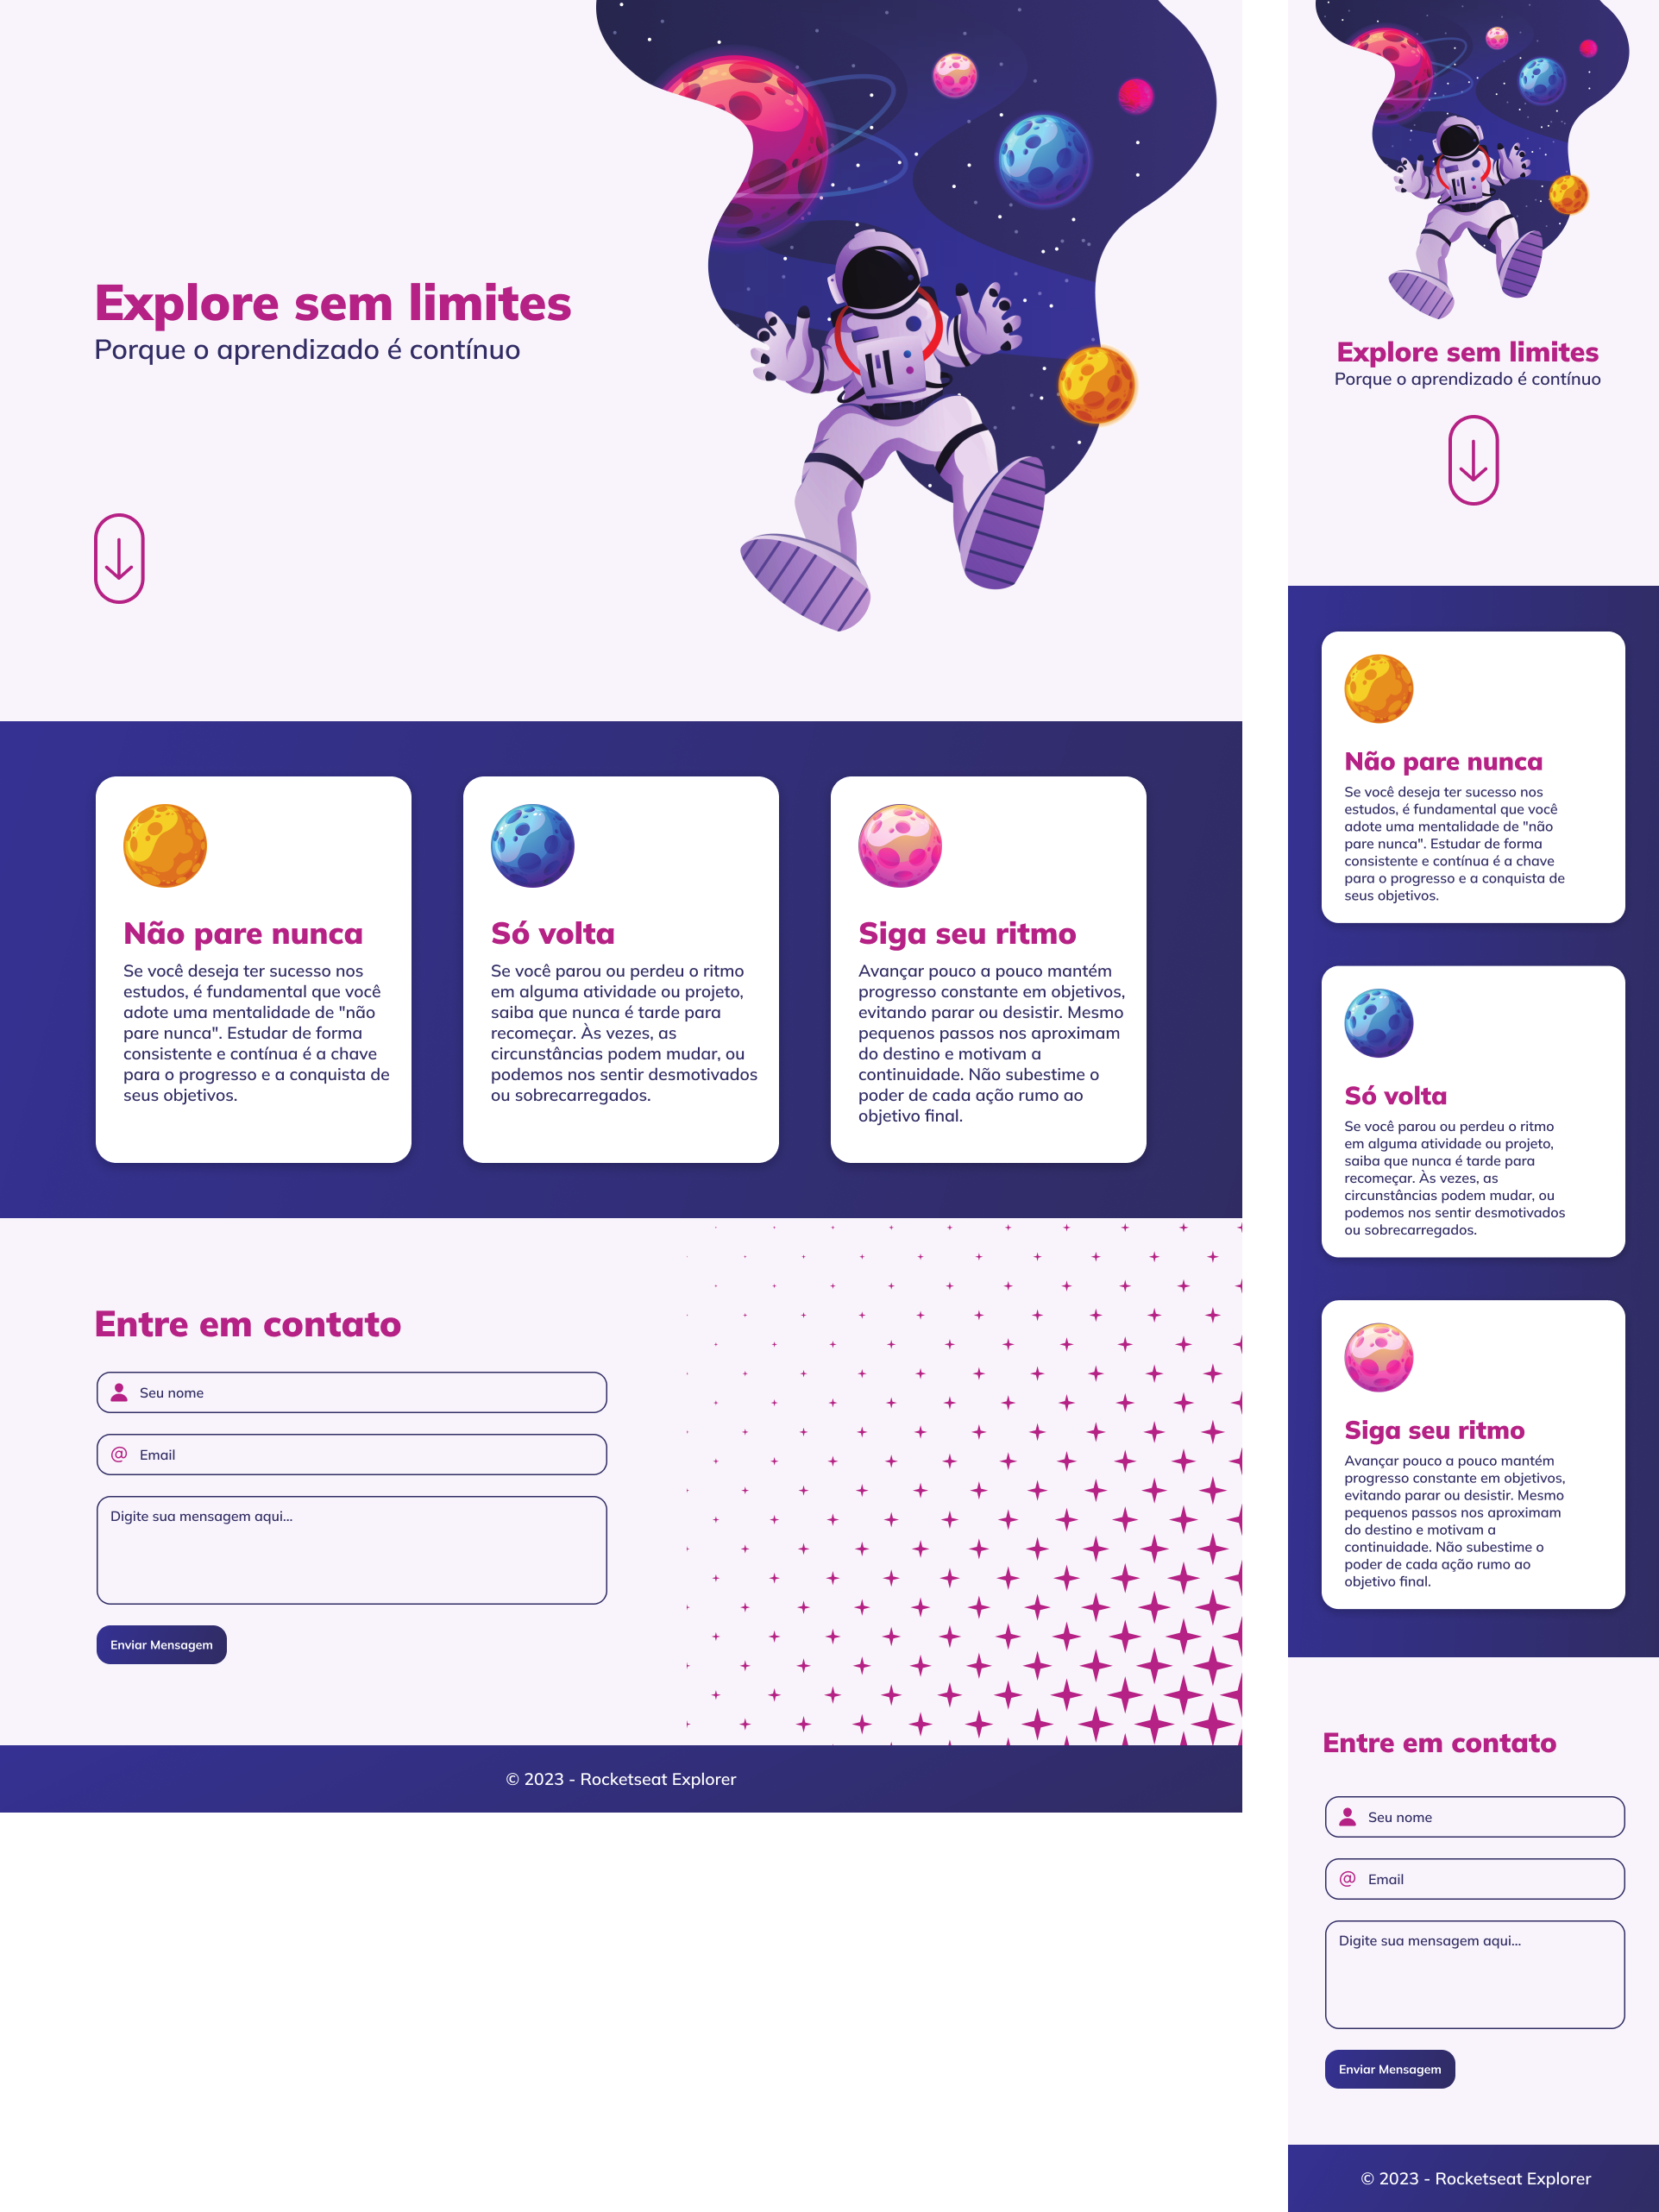 Explore sem limites
Porque o aprendizado é contínuo
Não pare nunca
Se você deseja ter sucesso nos
estudos, é fundamental que você
adote uma mentalidade de "não
pare nunca". Estudar de forma
consistente e contínua é a chave
para o progresso e a conquista de
seus objetivos.
Só volta
Se você parou ou perdeu o ritmo
em alguma atividade ou projeto,
saiba que nunca é tarde para
recomeçar. Às vezes, as
circunstâncias podem mudar, ou
podemos nos sentir desmotivados
ou sobrecarregados.
Siga seu ritmo
Avançar pouco a pouco mantém
progresso constante em objetivos,
evitando parar ou desistir. Mesmo
pequenos passos nos aproximam
do destino e motivam a
continuidade. Não subestime o
poder de cada ação rumo ao
objetivo final.
Entre em contato
Seu nome
@ Email
Digite sua mensagem aqui...
Enviar Mensagem
© 2023 - Rocketseat Explorer
Explore sem limites
Porque o aprendizado é contínuo
Não pare nunca
Se você deseja ter sucesso nos
estudos, é fundamental que você
adote uma mentalidade de "não
pare nunca". Estudar de forma
consistente e contínua é a chave
para o progresso e a conquista de
seus objetivos.
Só volta
Se você parou ou perdeu o ritmo
em alguma atividade ou projeto,
saiba que nunca é tarde para
recomeçar. Às vezes, as
circunstâncias podem mudar, ou
podemos nos sentir desmotivados
ou sobrecarregados.
Siga seu ritmo
Avançar pouco a pouco mantém
progresso constante em objetivos,
evitando parar ou desistir. Mesmo
pequenos passos nos aproximam
do destino e motivam a
continuidade. Não subestime o
poder de cada ação rumo ao
objetivo final.
Entre em contato
Seu nome
@ Email
Digite sua mensagem aqui...
Enviar Mensagem
© 2023 - Rocketseat Explorer